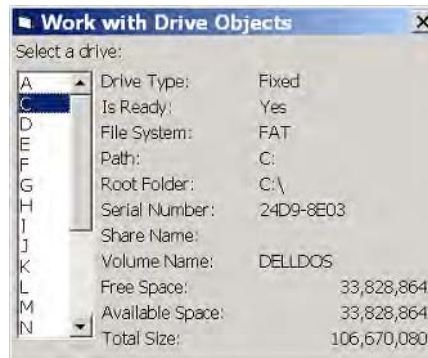 Work with Drive Objects
Select a drive:
A
C
D
E
F
G
H
I
J
K
L
M
N
Drive Type: Fixed
Is Ready: Yes
File System: FAT
Path: C:
Root Folder: C:\
Serial Number: 24D9-8E03
Share Name:
Volume Name: DELLDOS
Free Space: 33,828,864
Available Space: 33,828,864
Total Size: 106,670,080